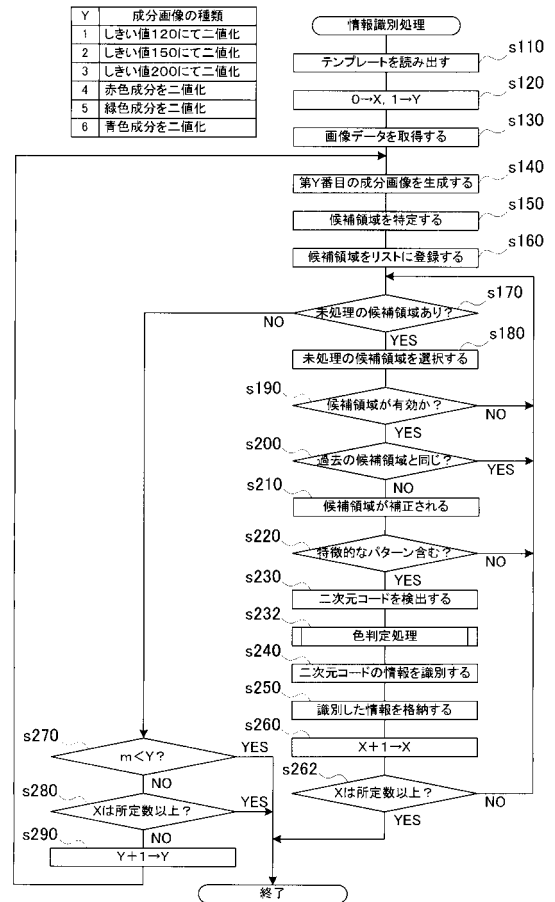 Y 成分画像の種類
1 しきい値120にて二値化
2 しきい値150にて二値化
3 しきい値200にて二値化
4 赤色成分を二値化
5 緑色成分を二値化
6 青色成分を二値化
情報識別処理
s110
テンプレートを読み出す
s120
0→X, 1→Y
s130
画像データを取得する
s140
第Y番目の成分画像を生成する
s150
候補領域を特定する
s160
候補領域をリストに登録する
s170
未処理の候補領域あり?
NO
YES
s180
未処理の候補領域を選択する
s190
候補領域が有効か?
NO
YES
s200
過去の候補領域と同じ?
YES
NO
s210
候補領域が補正される
s220
特徴的なパターン含む?
NO
YES
s230
二次元コードを検出する
s232
色判定処理
s240
二次元コードの情報を識別する
s250
識別した情報を格納する
s260
X+1→X
s262
Xは所定数以上?
NO
YES
s270
m<Y?
YES
NO
s280
Xは所定数以上?
YES
NO
s290
Y+1→Y
終了